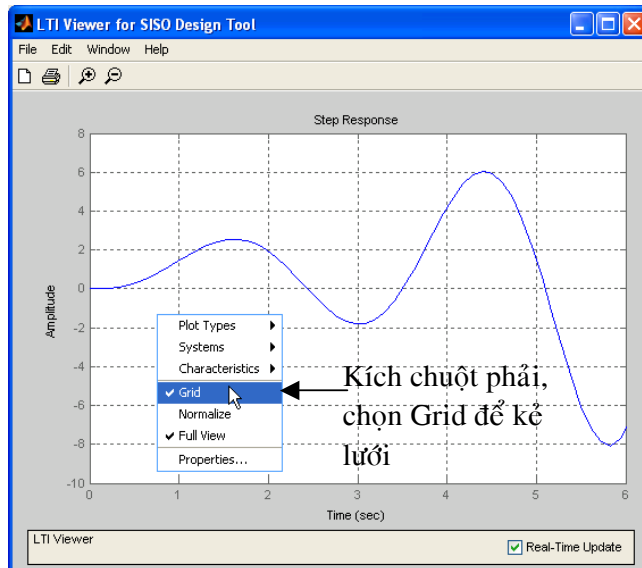 LTI Viewer for SISO Design Tool
File Edit Window Help
Step Response
8
6
4
2
0
-2
-4
-6
-8
-10
Amplitude
Plot Types
Systems
Characteristics
Grid
Normalize
Full View
Properties...
Kích chuột phải,
chọn Grid để kẻ
lưới
0 1 2 3 4 5 6
Time (sec)
LTI Viewer
Real-Time Update